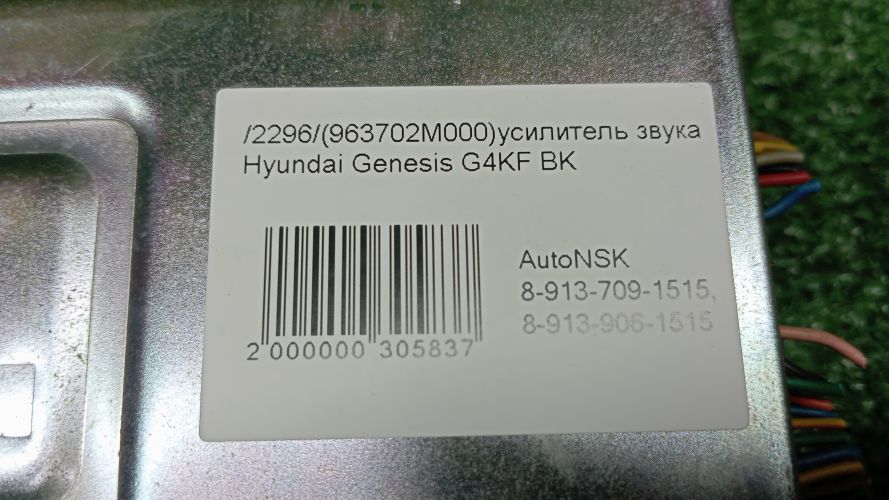 /2296/(963702M000)усилитель звука
Hyundai Genesis G4KF BK
AutoNSK
8-913-709-1515,
8-913-906-1515
2 000000 305837